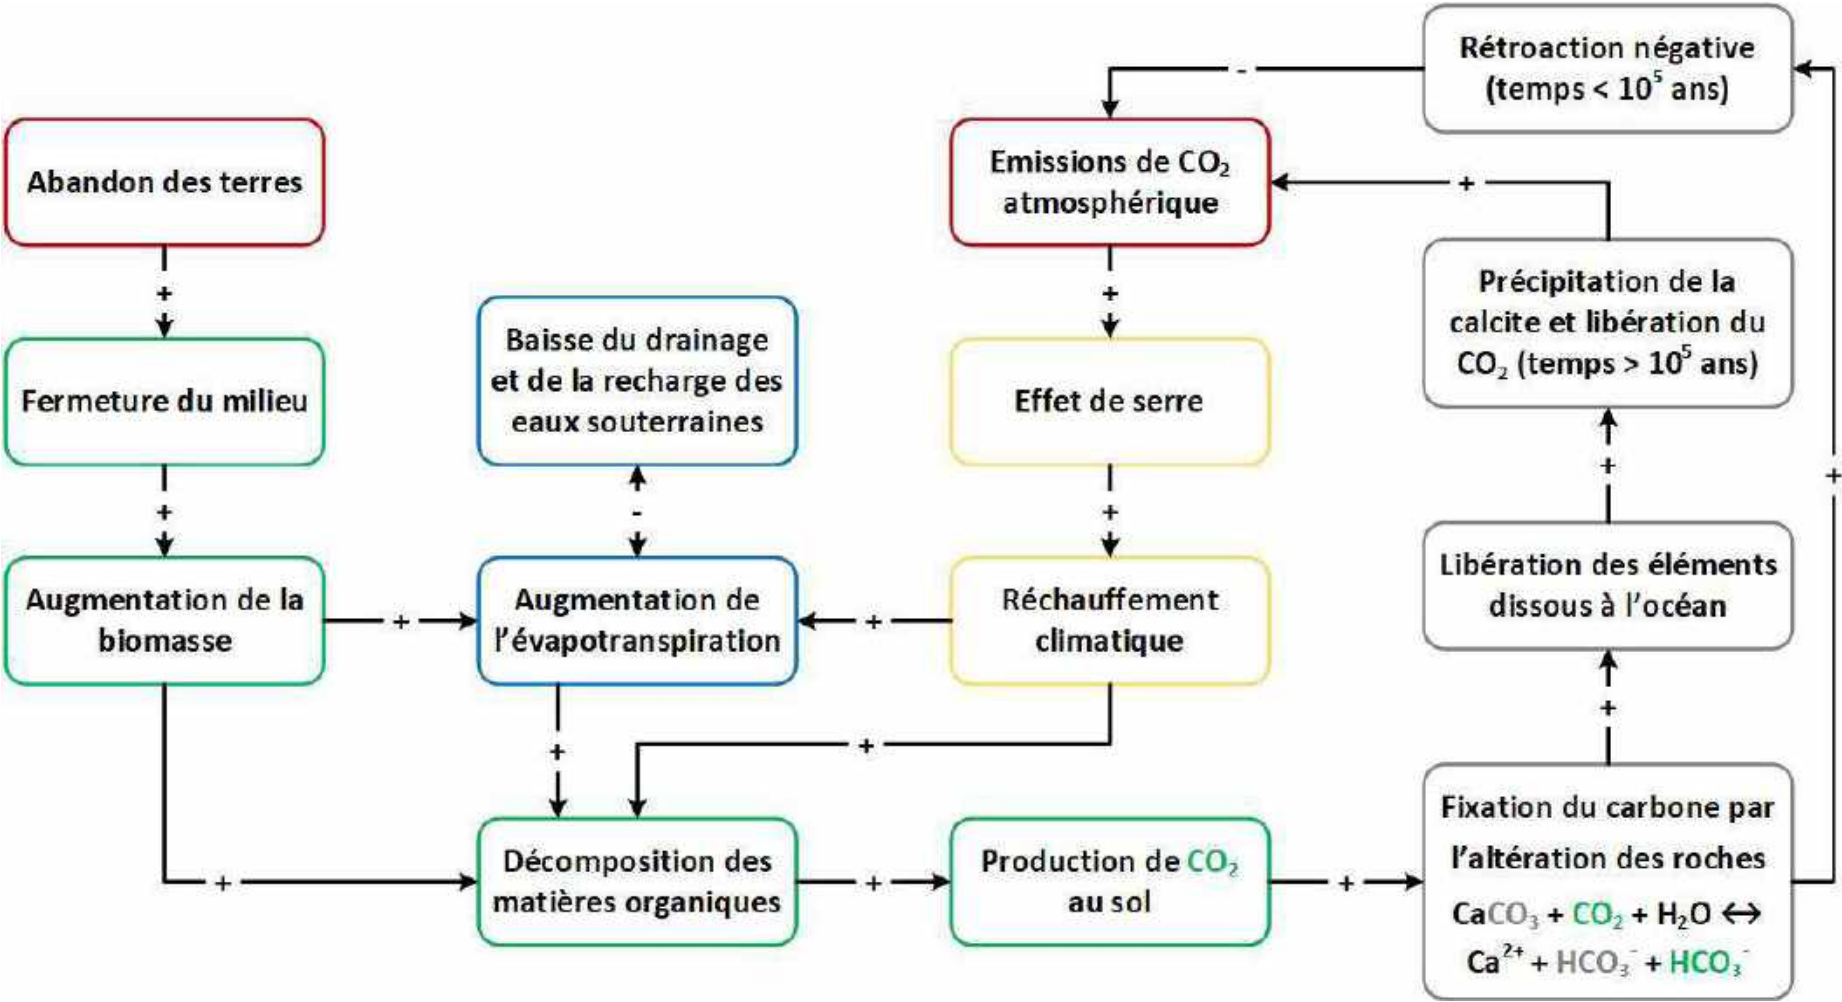 Rétroaction négative
(temps < 10⁵ ans)
-
Abandon des terres
Emissions de CO₂
atmosphérique
+
+
+
Précipitation de la
calcite et libération du
CO₂ (temps > 10⁵ ans)
Baisse du drainage
et de la recharge des
eaux souterraines
Fermeture du milieu
Effet de serre
+
+
+
-
+
Libération des éléments
dissous à l'océan
Augmentation de la
biomasse
+
Augmentation de
l'évapotranspiration
+
Réchauffement
climatique
+
+
+
Fixation du carbone par
l'altération des roches
CaCO₃ + CO₂ + H₂O ↔
Ca²⁺ + HCO₃⁻ + HCO₃⁻
+
Décomposition des
matières organiques
+
Production de CO₂
au sol
+